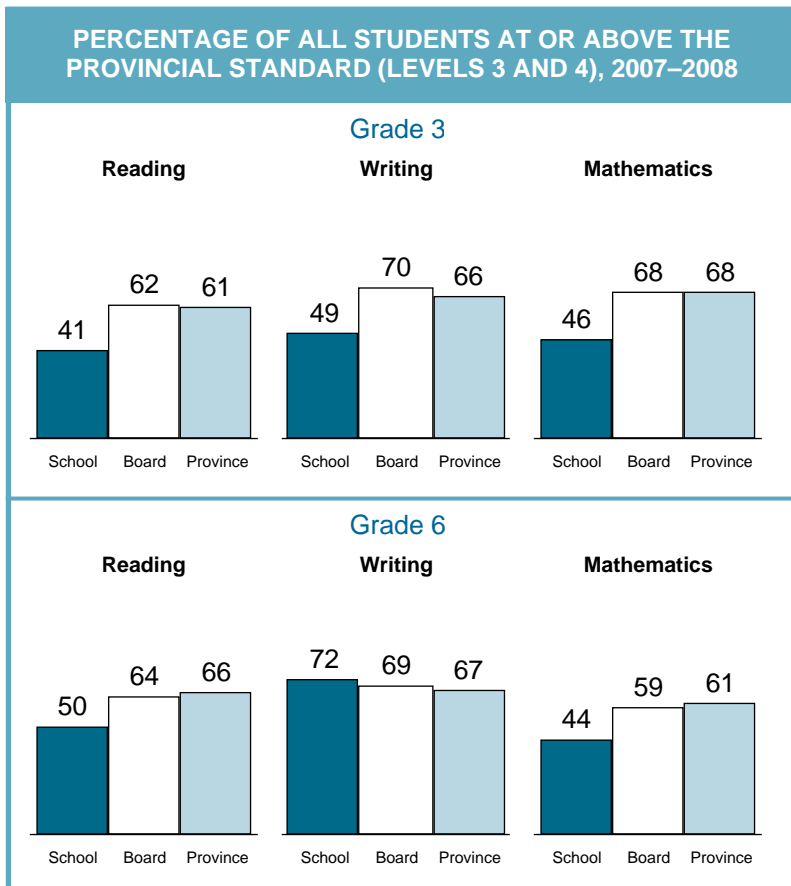 PERCENTAGE OF ALL STUDENTS AT OR ABOVE THE
PROVINCIAL STANDARD (LEVELS 3 AND 4), 2007–2008
Grade 3
Reading Writing Mathematics
41 62 61 49 70 66 46 68 68
School Board Province School Board Province School Board Province
Grade 6
Reading Writing Mathematics
50 64 66 72 69 67 44 59 61
School Board Province School Board Province School Board Province